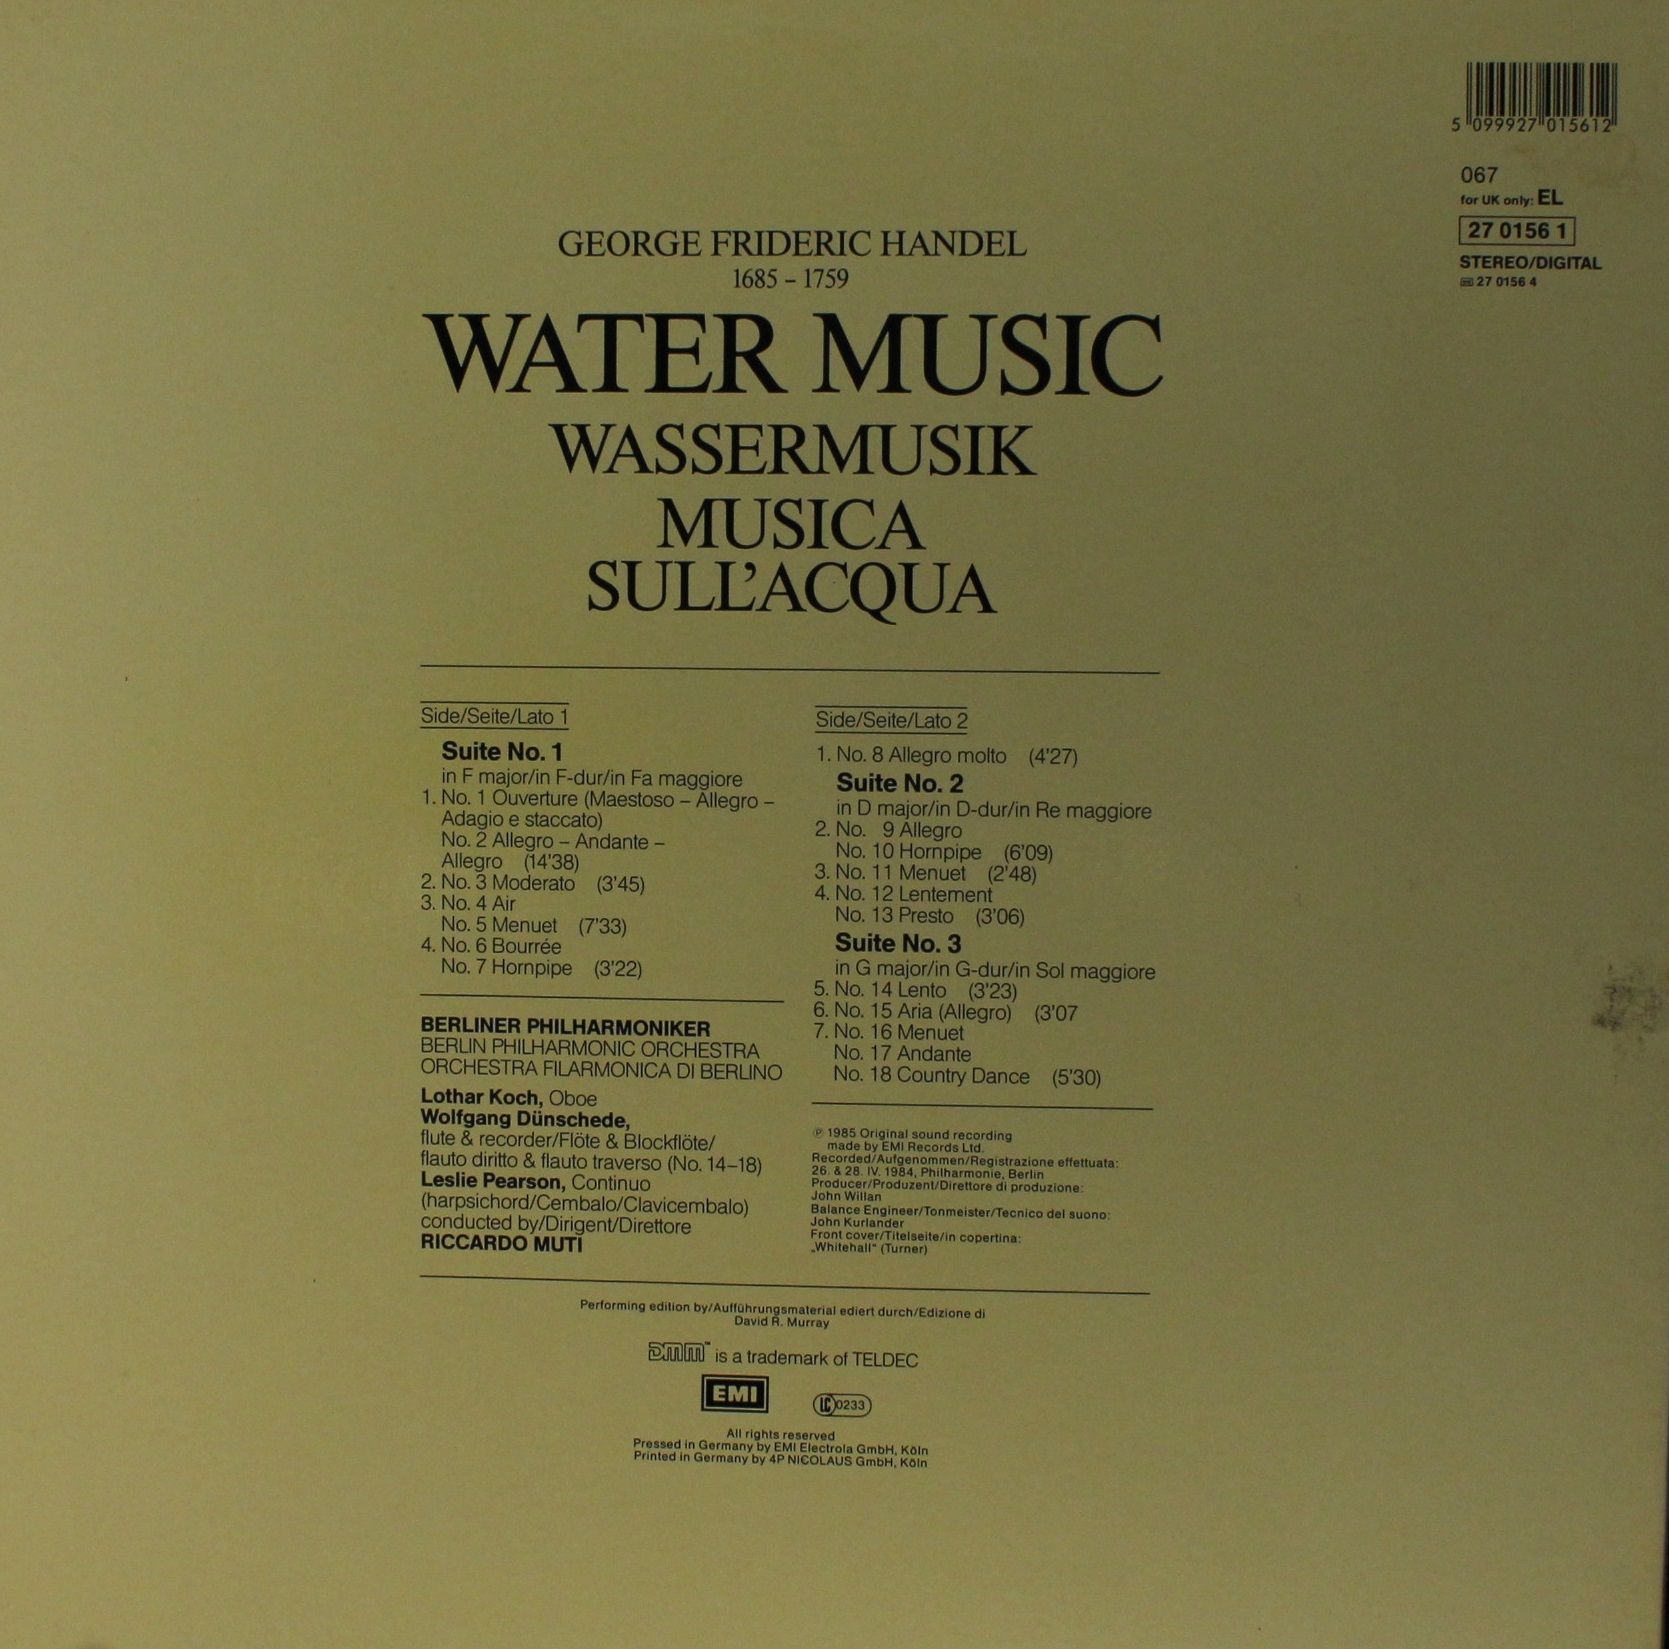 5 099927 015612
067
for UK only: EL
27 0156 1
STEREO/DIGITAL
27 0156 4
GEORGE FRIDERIC HANDEL
1685 – 1759
WATER MUSIC
WASSERMUSIK
MUSICA
SULL'ACQUA
Side/Seite/Lato 1
Suite No. 1
in F major/in F-dur/in Fa maggiore
1. No. 1 Ouverture (Maestoso – Allegro –
Adagio e staccato)
No. 2 Allegro – Andante –
Allegro (14'38)
2. No. 3 Moderato (3'45)
3. No. 4 Air
No. 5 Menuet (7'33)
4. No. 6 Bourrée
No. 7 Hornpipe (3'22)
BERLINER PHILHARMONIKER
BERLIN PHILHARMONIC ORCHESTRA
ORCHESTRA FILARMONICA DI BERLINO
Lothar Koch, Oboe
Wolfgang Dünschede,
flute & recorder/Flöte & Blockflöte/
flauto diritto & flauto traverso (No. 14–18)
Leslie Pearson, Continuo
(harpsichord/Cembalo/Clavicembalo)
conducted by/Dirigent/Direttore
RICCARDO MUTI
Side/Seite/Lato 2
1. No. 8 Allegro molto (4'27)
Suite No. 2
in D major/in D-dur/in Re maggiore
2. No. 9 Allegro
No. 10 Hornpipe (6'09)
3. No. 11 Menuet (2'48)
4. No. 12 Lentement
No. 13 Presto (3'06)
Suite No. 3
in G major/in G-dur/in Sol maggiore
5. No. 14 Lento (3'23)
6. No. 15 Aria (Allegro) (3'07
7. No. 16 Menuet
No. 17 Andante
No. 18 Country Dance (5'30)
℗ 1985 Original sound recording
made by EMI Records Ltd.
Recorded/Aufgenommen/Registrazione effettuata:
26. & 28. IV. 1984, Philharmonie, Berlin
Producer/Produzent/Direttore di produzione:
John Willan
Balance Engineer/Tonmeister/Tecnico del suono:
John Kurlander
Front cover/Titelseite/in copertina:
„Whitehall" (Turner)
Performing edition by/Aufführungsmaterial ediert durch/Edizione di
David R. Murray
DMM™ is a trademark of TELDEC
EMI
LC 0233
All rights reserved
Pressed in Germany by EMI Electrola GmbH, Köln
Printed in Germany by 4P NICOLAUS GmbH, Köln